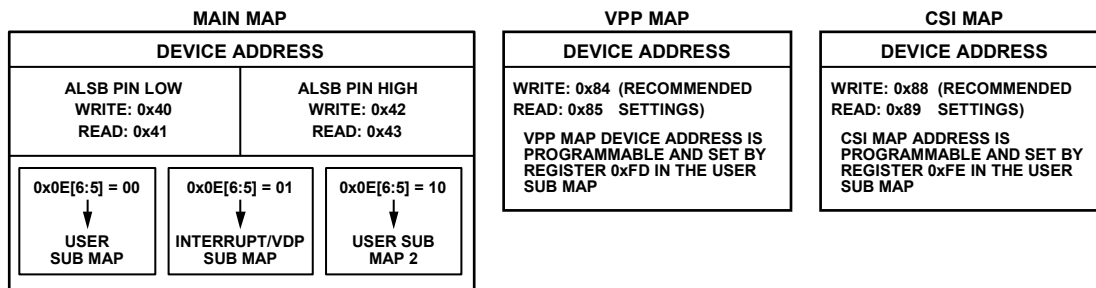 MAIN MAP
DEVICE ADDRESS
ALSB PIN LOW
WRITE: 0x40
READ: 0x41
ALSB PIN HIGH
WRITE: 0x42
READ: 0x43
0x0E[6:5] = 00
USER
SUB MAP
0x0E[6:5] = 01
INTERRUPT/VDP
SUB MAP
0x0E[6:5] = 10
USER SUB
MAP 2
VPP MAP
DEVICE ADDRESS
WRITE: 0x84 (RECOMMENDED
READ: 0x85 SETTINGS)
VPP MAP DEVICE ADDRESS IS
PROGRAMMABLE AND SET BY
REGISTER 0xFD IN THE USER
SUB MAP
CSI MAP
DEVICE ADDRESS
WRITE: 0x88 (RECOMMENDED
READ: 0x89 SETTINGS)
CSI MAP ADDRESS IS
PROGRAMMABLE AND SET BY
REGISTER 0xFE IN THE USER
SUB MAP